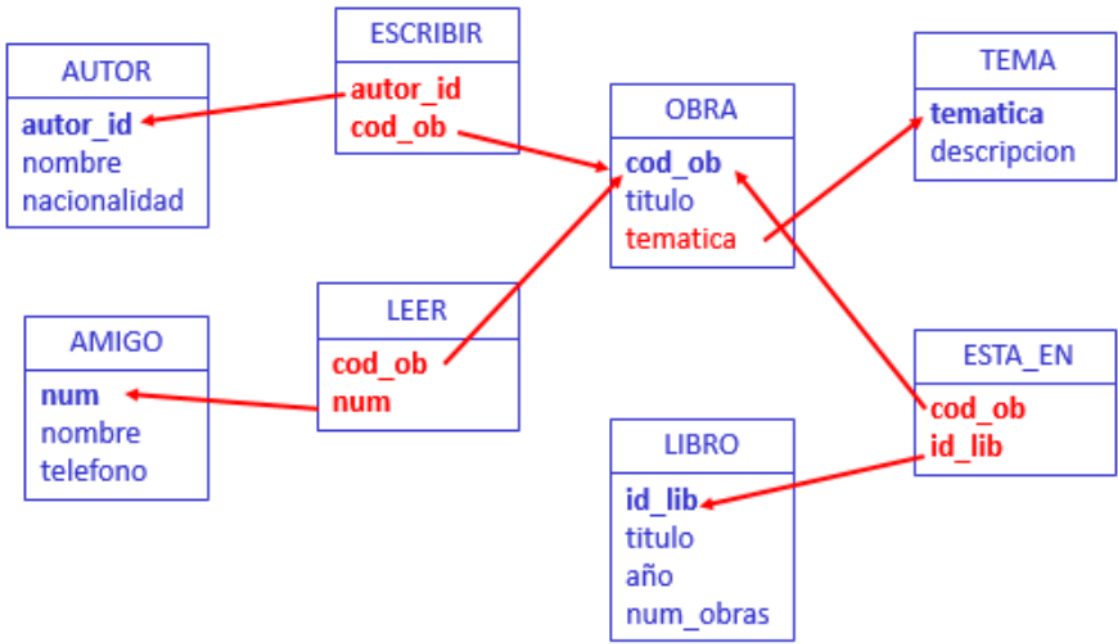 AUTOR
autor_id
nombre
nacionalidad
ESCRIBIR
autor_id
cod_ob
OBRA
cod_ob
titulo
tematica
TEMA
tematica
descripcion
AMIGO
num
nombre
telefono
LEER
cod_ob
num
LIBRO
id_lib
titulo
año
num_obras
ESTA_EN
cod_ob
id_lib